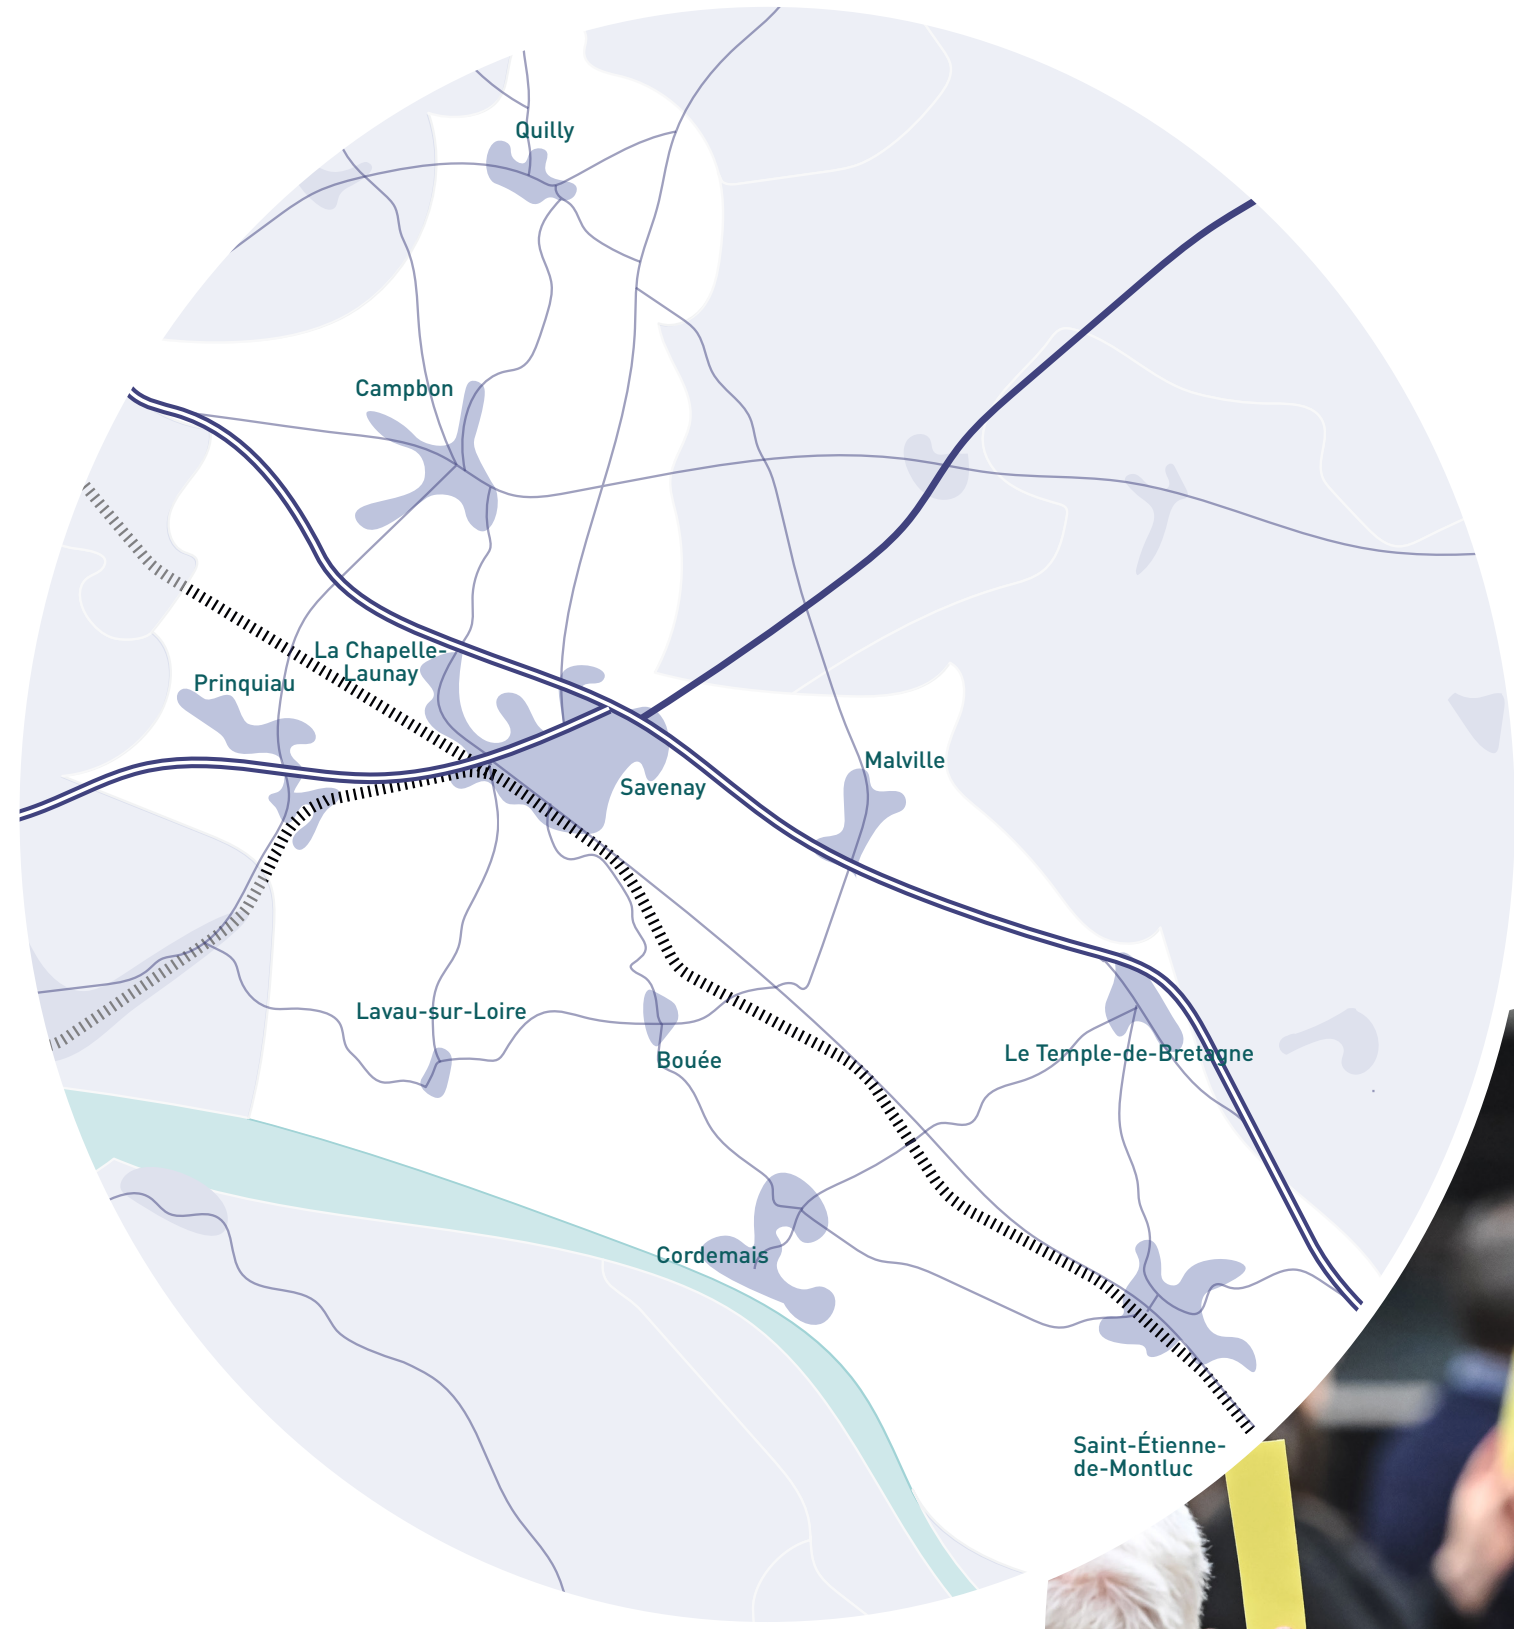 Quilly
Campbon
La Chapelle-
Launay
Prinquiau
Malville
Savenay
Lavau-sur-Loire
Bouée
Le Temple-de-Bretagne
Cordemais
Saint-Étienne-
de-Montluc